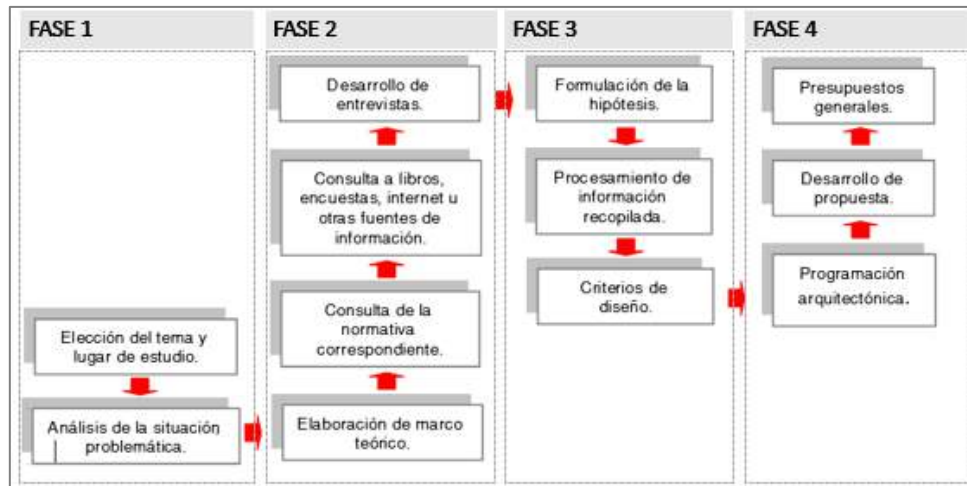 FASE 1
Elección del tema y
lugar de estudio.
Análisis de la situación
problemática.
FASE 2
Desarrollo de
entrevistas.
Consulta a libros,
encuestas, internet u
otras fuentes de
información.
Consulta de la
normativa
correspondiente.
Elaboración de marco
teórico.
FASE 3
Formulación de la
hipótesis.
Procesamiento de
información
recopilada.
Criterios de
diseño.
FASE 4
Presupuestos
generales.
Desarrollo de
propuesta.
Programación
arquitectónica.